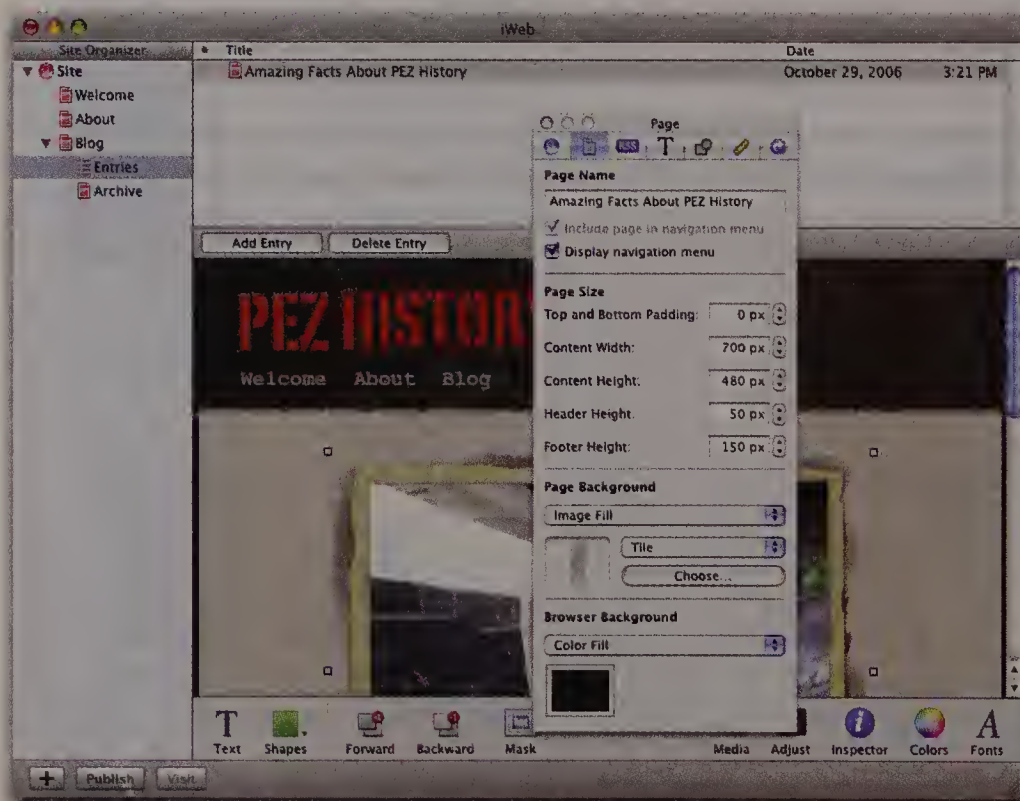 iWeb
Site Organizer
Title
Date
Site
Amazing Facts About PEZ History
October 29, 2006
3:21 PM
Welcome
About
Blog
Entries
Archive
Page
RSS
T
Page Name
Amazing Facts About PEZ History
Include page in navigation menu
Display navigation menu
Add Entry
Delete Entry
Page Size
Top and Bottom Padding:
0 px
Content Width:
700 px
Content Height:
480 px
Header Height:
50 px
Footer Height:
150 px
PEZ HISTORY
Welcome About Blog
Page Background
Image Fill
Tile
Choose...
Browser Background
Color Fill
T
Text
Shapes
Forward
Backward
Mask
Media
Adjust
i
Inspector
Colors
A
Fonts
+
Publish
Visit